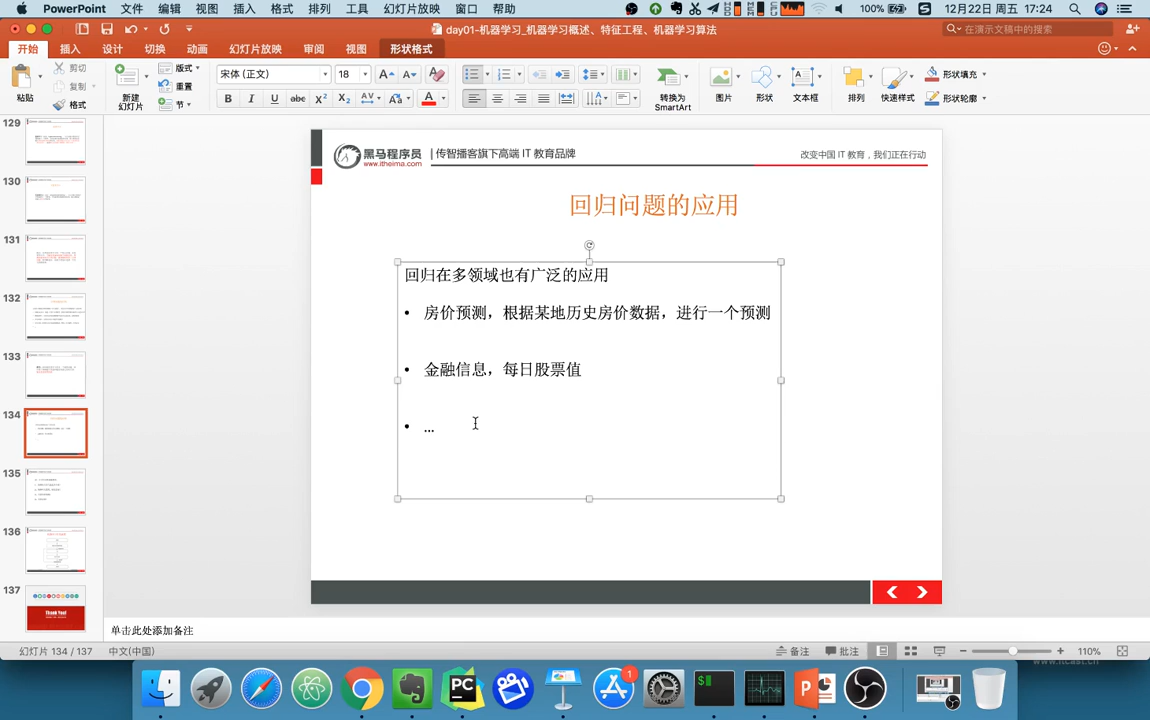 PowerPoint 文件 编辑 视图 插入 格式 工具 排列 幻灯片放映 窗口 帮助 100% 12月22日 周五 17:24
day01-机器学习_机器学习概述、特征工程、机器学习算法 在演示文稿中的搜索
开始 插入 设计 切换 动画 幻灯片放映 审阅 视图 形状格式
粘贴 剪切 复制 格式 新建 幻灯片 版式 重置 节 宋体 (正文) 18 转换为 SmartArt 图片 形状 文本框 排列 快速样式 形状填充 形状轮廓
B I U abc X² X₂ AV Aa A
129
130
131
132
133
134
135
136
137
Thank You!
黑马程序员 | 传智播客旗下高端 IT 教育品牌 改变中国 IT 教育，我们正在行动
www.itheima.com
回归问题的应用
回归在多领域也有广泛的应用
• 房价预测，根据某地历史房价数据，进行一个预测
• 金融信息，每日股票值
• ...
单击此处添加备注
幻灯片 134 / 137 中文(中国) 备注 批注 110%
www.itcast.cn
PC
1
$
P